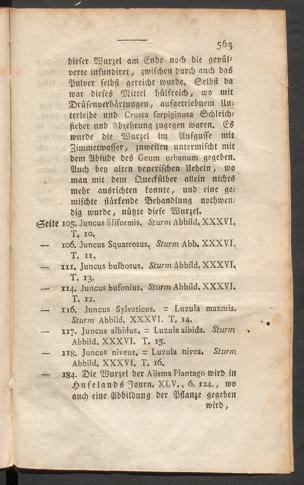 563
dieser Wurzel am Ende noch die gepül-
verte infundiret, zwischen durch auch das
Pulver selbst gereicht wurde. Selbst da
war dieses Mittel hülfreich, wo mit
Drüsenverhärtungen, aufgetriebnem Un-
terleibe und Crusta serpiginosa Schleich-
fieber und Abzehrung zugegen waren. Es
wurde die Wurzel im Aufgusse mit
Zimmetwasser, zuweilen untermischt mit
dem Absude des Geum urbanum gegeben.
Auch bey alten venerischen Uebeln, wo
man mit dem Quecksilber allein nichts
mehr ausrichten konnte, und eine ge-
mischte stärkende Behandlung nothwen-
dig wurde, nützte diese Wurzel.
Seite 105. Juncus filiformis. Sturm Abbild. XXXVI.
T. 10.
— 106. Juncus Squarrosus, Sturm Abb. XXXVI.
T. 11.
— 111. Juncus bulbosus. Sturm Abbild. XXXVI.
T. 13.
— 114. Juncus bufonius. Sturm Abbild. XXXVI.
T. 12.
— 116. Juncus Sylvaticus. = Luzula maxmia.
Sturm Abbild. XXXVI. T. 14.
— 117. Juncus albidus. = Luzula albida. Sturm
Abbild. XXXVI. T. 15.
— 118. Juncus niveus. = Luzula nivea. Sturm
Abbild. XXXVI. T. 16.
— 184. Die Wurzel der Alisma Plantago wird in
Hufelands Journ. XLV., 6. 124., wo
auch eine Abbildung der Pflanze gegeben
wird,